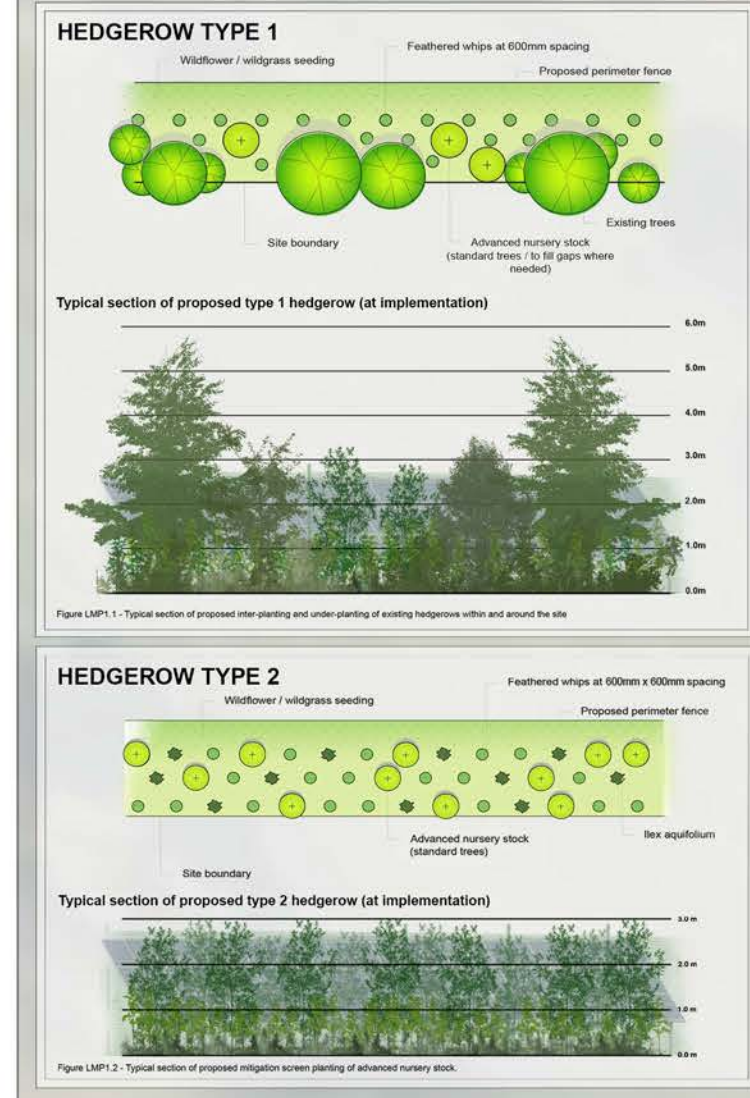 HEDGEROW TYPE 1
Feathered whips at 600mm spacing
Wildflower / wildgrass seeding
Proposed perimeter fence
Existing trees
Site boundary
Advanced nursery stock
(standard trees / to fill gaps where
needed)
Typical section of proposed type 1 hedgerow (at implementation)
6.0m
5.0m
4.0m
3.0m
2.0m
1.0m
0.0m
Figure LMP1.1 - Typical section of proposed inter-planting and under-planting of existing hedgerows within and around the site
HEDGEROW TYPE 2
Feathered whips at 600mm x 600mm spacing
Wildflower / wildgrass seeding
Proposed perimeter fence
Ilex aquifolium
Advanced nursery stock
(standard trees)
Site boundary
Typical section of proposed type 2 hedgerow (at implementation)
3.0 m
2.0 m
1.0 m
0.0 m
Figure LMP1.2 - Typical section of proposed mitigation screen planting of advanced nursery stock.